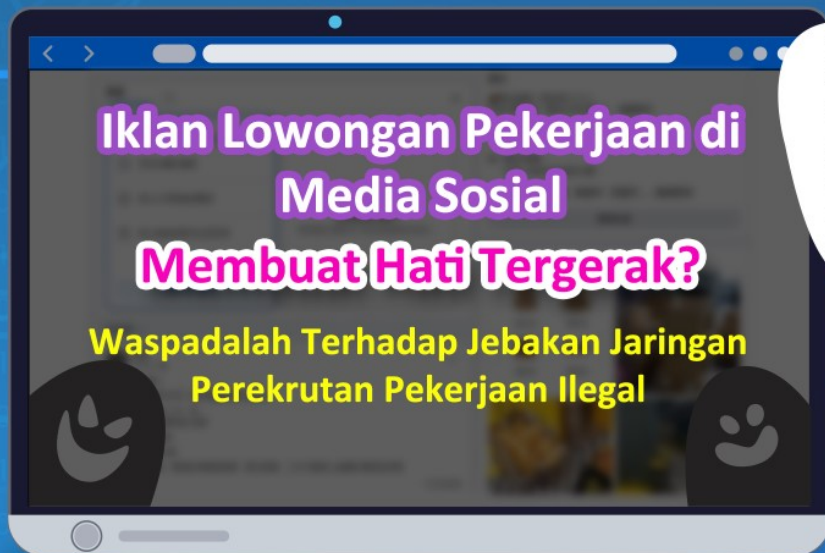 Iklan Lowongan Pekerjaan di
Media Sosial
Membuat Hati Tergerak?
Waspadalah Terhadap Jebakan Jaringan
Perekrutan Pekerjaan Ilegal